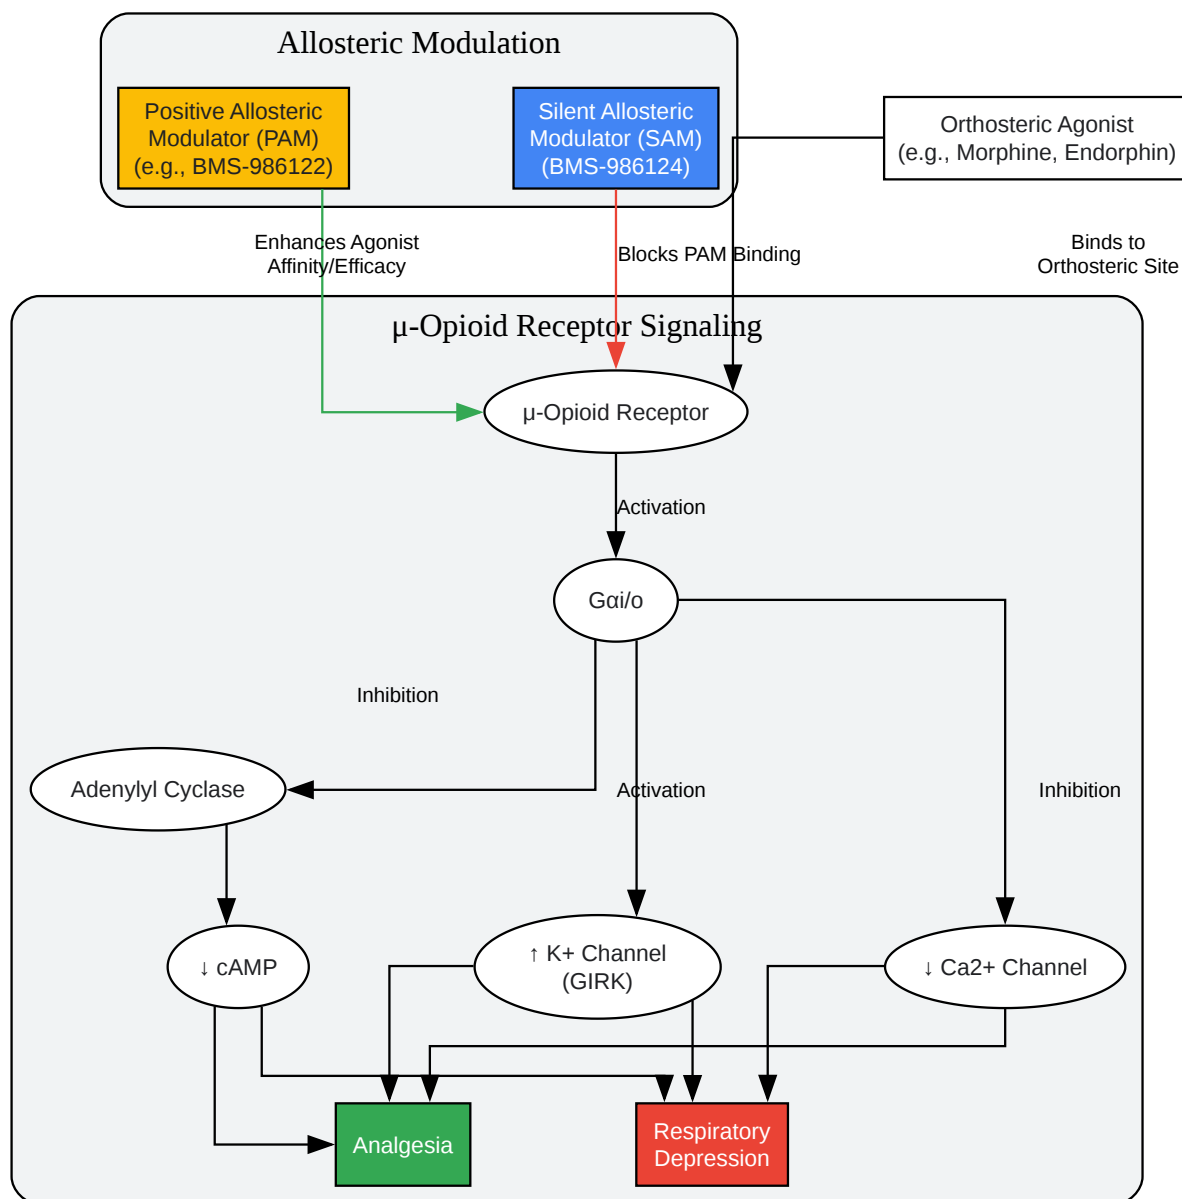 Allosteric Modulation
Positive Allosteric
Modulator (PAM)
(e.g., BMS-986122)
Silent Allosteric
Modulator (SAM)
(BMS-986124)
Orthosteric Agonist
(e.g., Morphine, Endorphin)
Enhances Agonist
Affinity/Efficacy
Blocks PAM Binding
Binds to
Orthosteric Site
μ-Opioid Receptor Signaling
μ-Opioid Receptor
Activation
Gαi/o
Inhibition
Adenylyl Cyclase
Activation
Inhibition
↓ cAMP
↑ K+ Channel
(GIRK)
↓ Ca2+ Channel
Analgesia
Respiratory
Depression